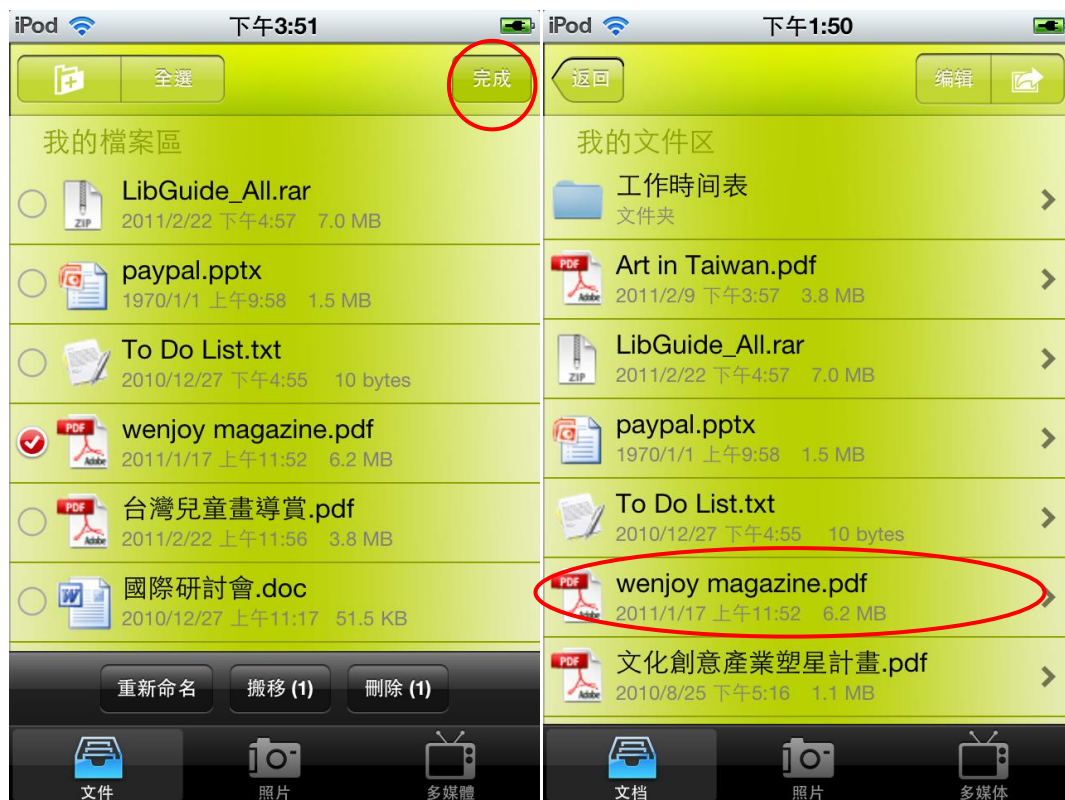 iPod 下午3:51
全選 完成
我的檔案區
LibGuide_All.rar
ZIP
2011/2/22 下午4:57 7.0 MB
paypal.pptx
1970/1/1 上午9:58 1.5 MB
To Do List.txt
2010/12/27 下午4:55 10 bytes
PDF
wenjoy magazine.pdf
Adobe
2011/1/17 上午11:52 6.2 MB
PDF
台灣兒童畫導賞.pdf
Adobe
2011/2/22 上午11:56 3.8 MB
國際研討會.doc
2010/12/27 上午11:17 51.5 KB
重新命名 搬移 (1) 刪除 (1)
文件 照片 多媒體
iPod 下午1:50
返回 编辑
我的文件区
工作時间表
文件夹
PDF
Art in Taiwan.pdf
Adobe
2011/2/9 下午3:57 3.8 MB
LibGuide_All.rar
ZIP
2011/2/22 下午4:57 7.0 MB
paypal.pptx
1970/1/1 上午9:58 1.5 MB
To Do List.txt
2010/12/27 下午4:55 10 bytes
PDF
wenjoy magazine.pdf
Adobe
2011/1/17 上午11:52 6.2 MB
PDF
文化創意產業塑星計畫.pdf
Adobe
2010/8/25 下午5:16 1.1 MB
文档 照片 多媒体